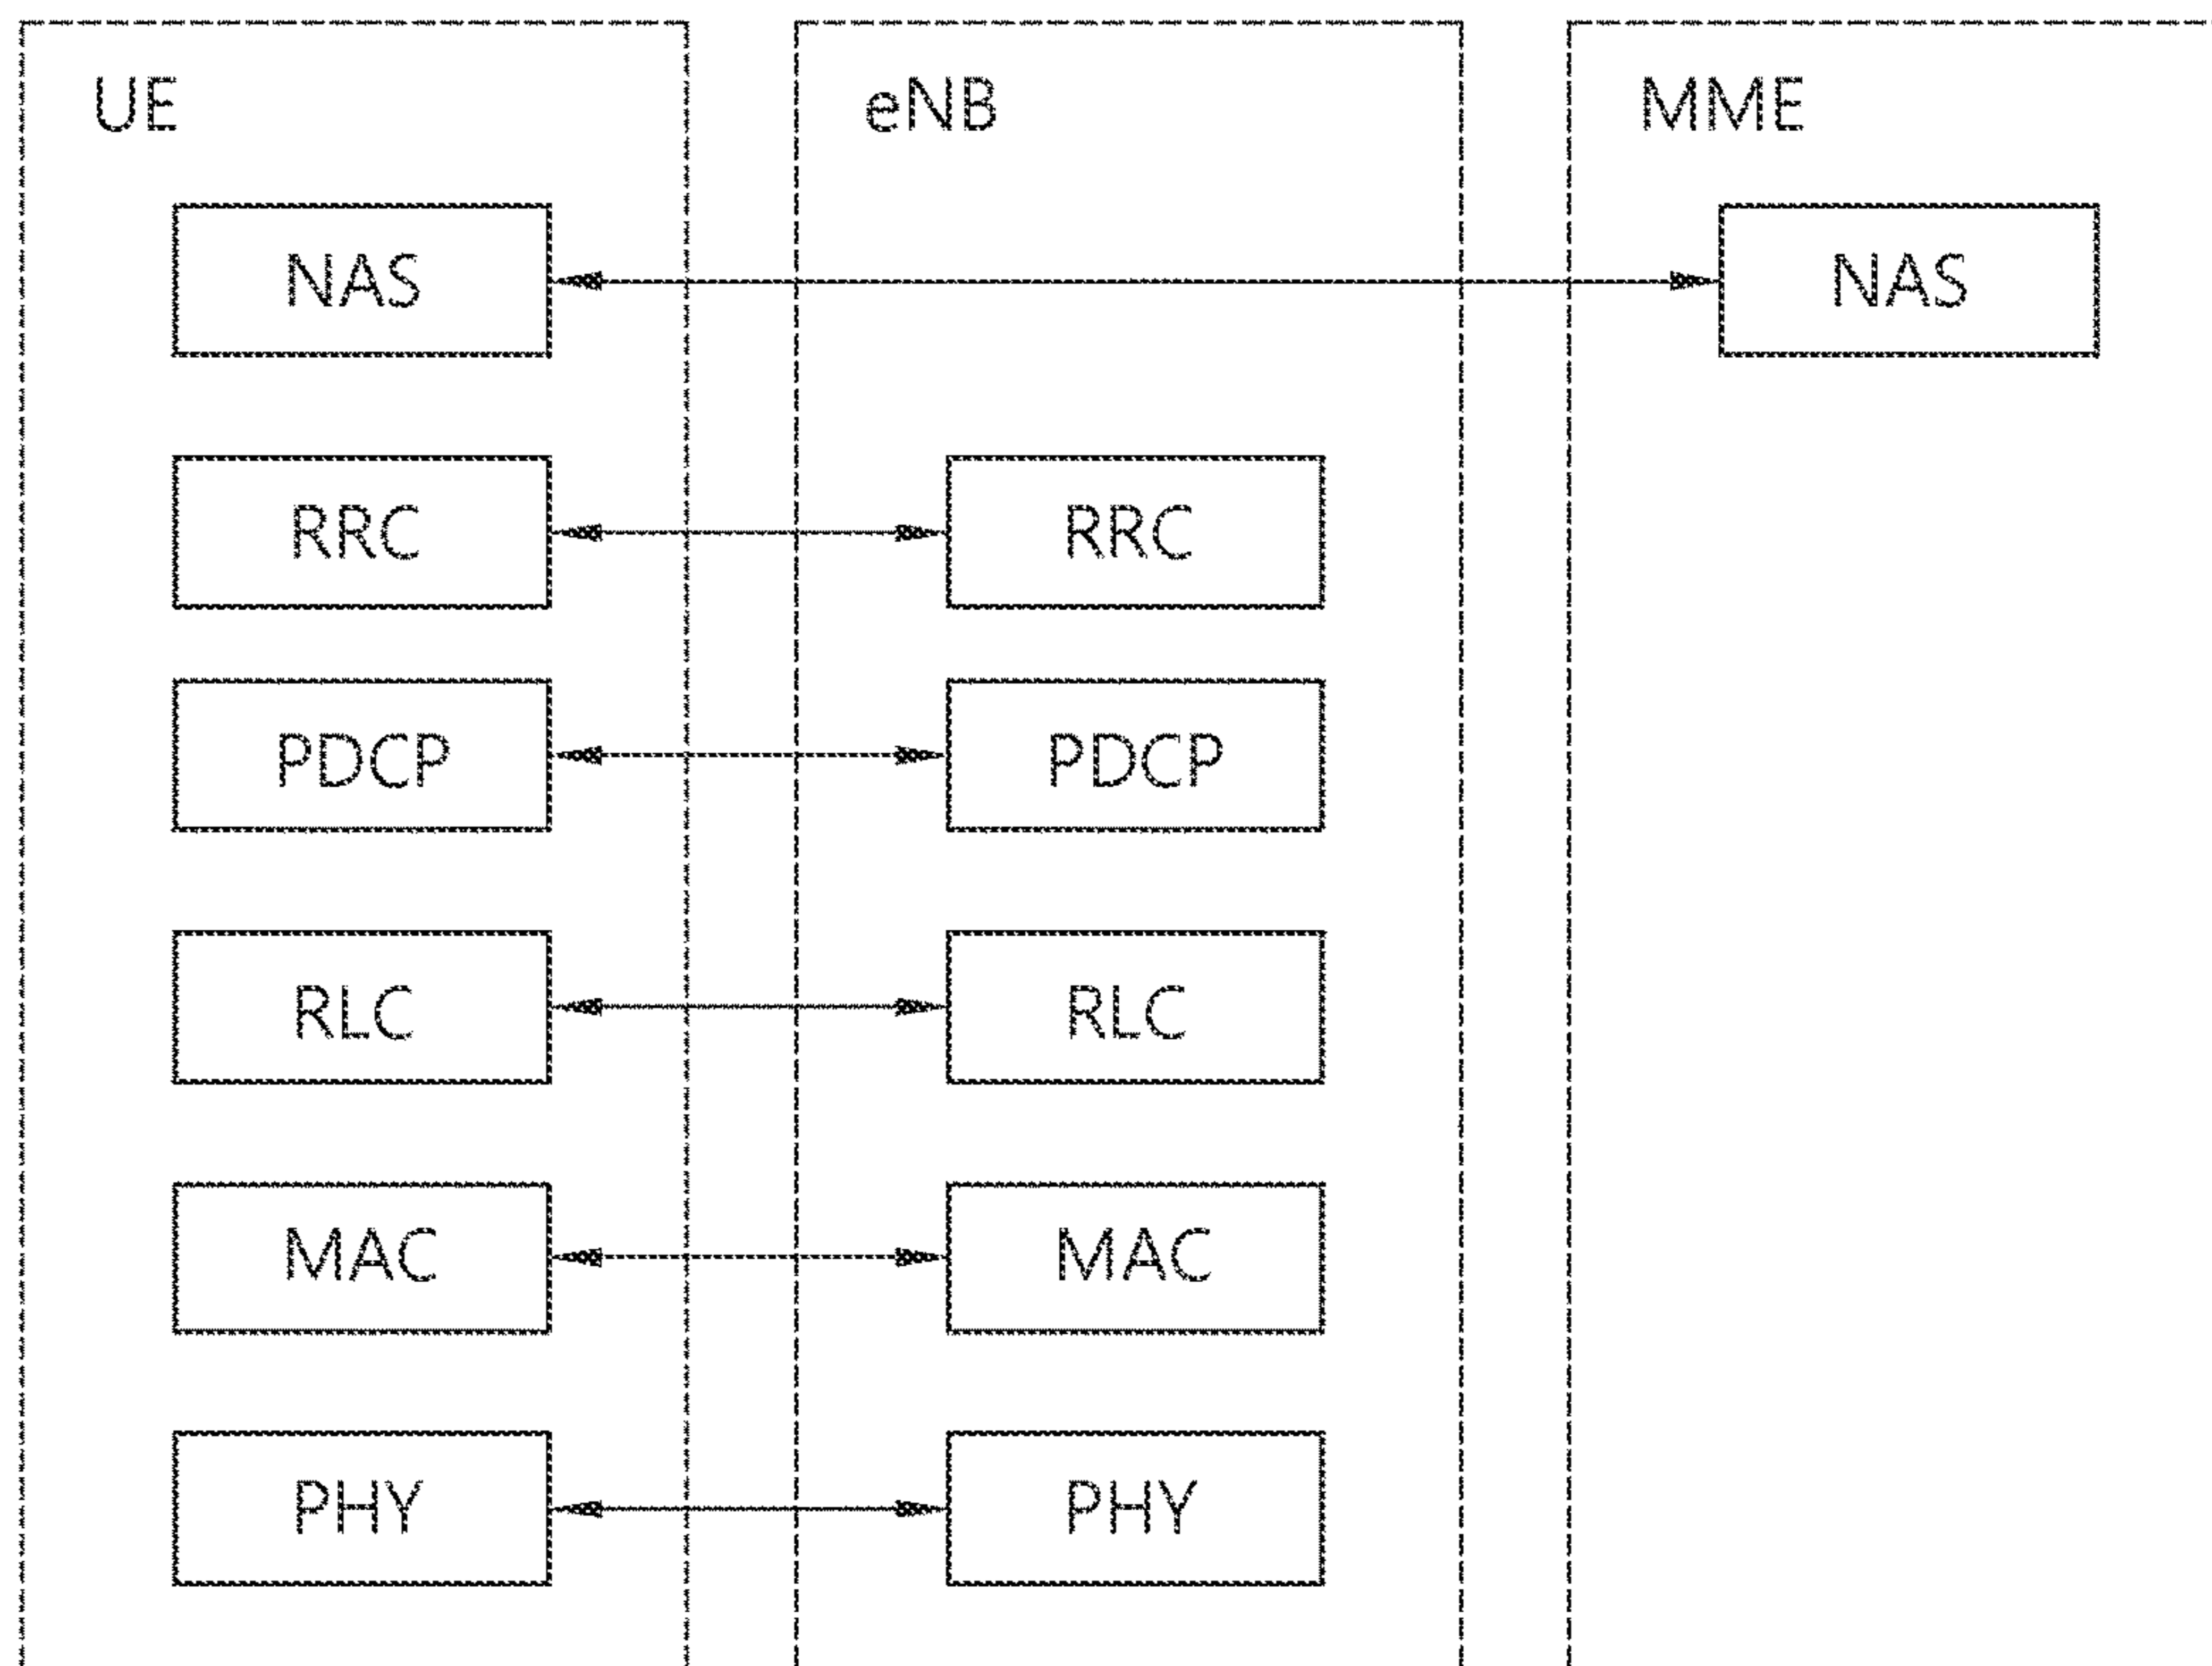 UE eNB MME
NAS NAS
RRC RRC
PDCP PDCP
RLC RLC
MAC MAC
PHY PHY